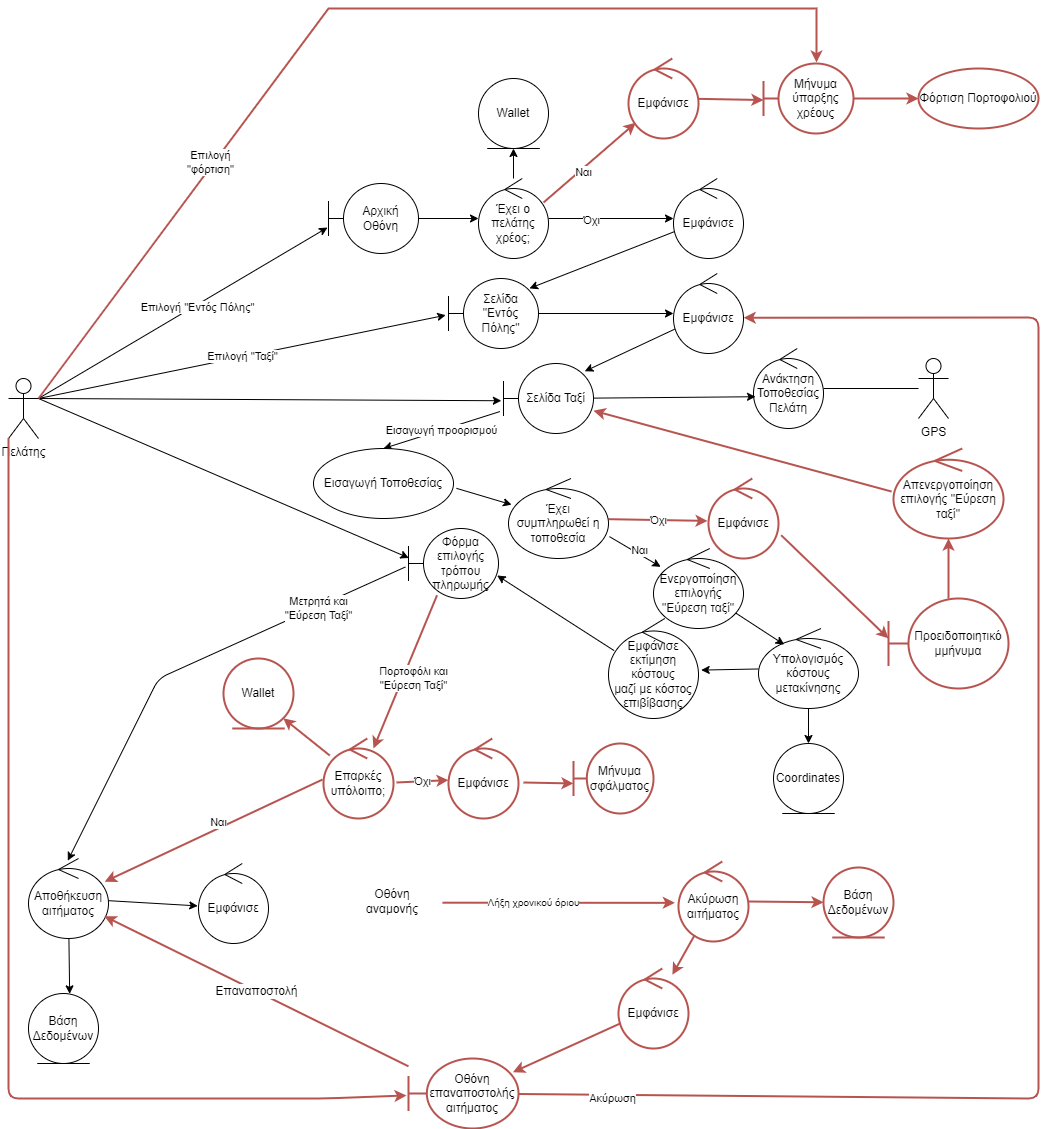 Μήνυμα
ύπαρξης
χρέους
Φόρτιση Πορτοφολιού
Εμφάνισε
Wallet
Επιλογή
"φόρτιση"
Ναι
Αρχική
Οθόνη
Έχει ο
πελάτης
χρέος;
Όχι
Εμφάνισε
Επιλογή "Εντός Πόλης"
Σελίδα
"Εντός
Πόλης"
Εμφάνισε
Επιλογή "Ταξί"
Πελάτης
Σελίδα Ταξί
Ανάκτηση
Τοποθεσίας
Πελάτη
GPS
Εισαγωγή προορισμού
Εισαγωγή Τοποθεσίας
Έχει
συμπληρωθεί η
τοποθεσία
Όχι
Εμφάνισε
Απενεργοποίηση
επιλογής "Εύρεση
ταξί"
Ναι
Φόρμα
επιλογής
τρόπου
πληρωμής
Ενεργοποίηση
επιλογής
"Εύρεση ταξί"
Μετρητά και
"Εύρεση Ταξί"
Προειδοποιητικό
μμήνυμα
Εμφάνισε
εκτίμηση
κόστους
μαζί με κόστος
επιβίβασης
Υπολογισμός
κόστους
μετακίνησης
Πορτοφόλι και
"Εύρεση Ταξί"
Wallet
Επαρκές
υπόλοιπο;
Όχι
Εμφάνισε
Μήνυμα
σφάλματος
Coordinates
Ναι
Αποθήκευση
αιτήματος
Εμφάνισε
Οθόνη
αναμονής
Λήξη χρονικού όριου
Ακύρωση
αιτήματος
Βάση
Δεδομένων
Επαναποστολή
Εμφάνισε
Βάση
Δεδομένων
Οθόνη
επαναποστολής
αιτήματος
Ακύρωση